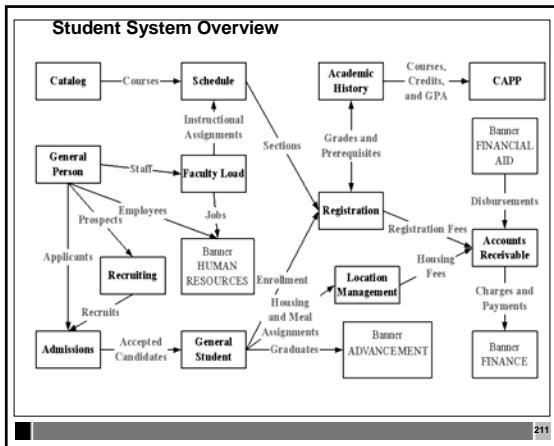 Student System Overview
Catalog
Courses
Schedule
Academic
History
Courses,
Credits,
and GPA
CAPP
Instructional
Assignments
Sections
Grades and
Prerequisites
Banner
FINANCIAL
AID
General
Person
Staff
Faculty Load
Employees
Prospects
Jobs
Registration
Registration Fees
Disbursements
Accounts
Receivable
Applicants
Recruiting
Banner
HUMAN
RESOURCES
Enrollment
Location
Management
Housing
Fees
Recruits
Housing
and Meal
Assignments
Charges and
Payments
Admissions
Accepted
Candidates
General
Student
Graduates
Banner
ADVANCEMENT
Banner
FINANCE
211